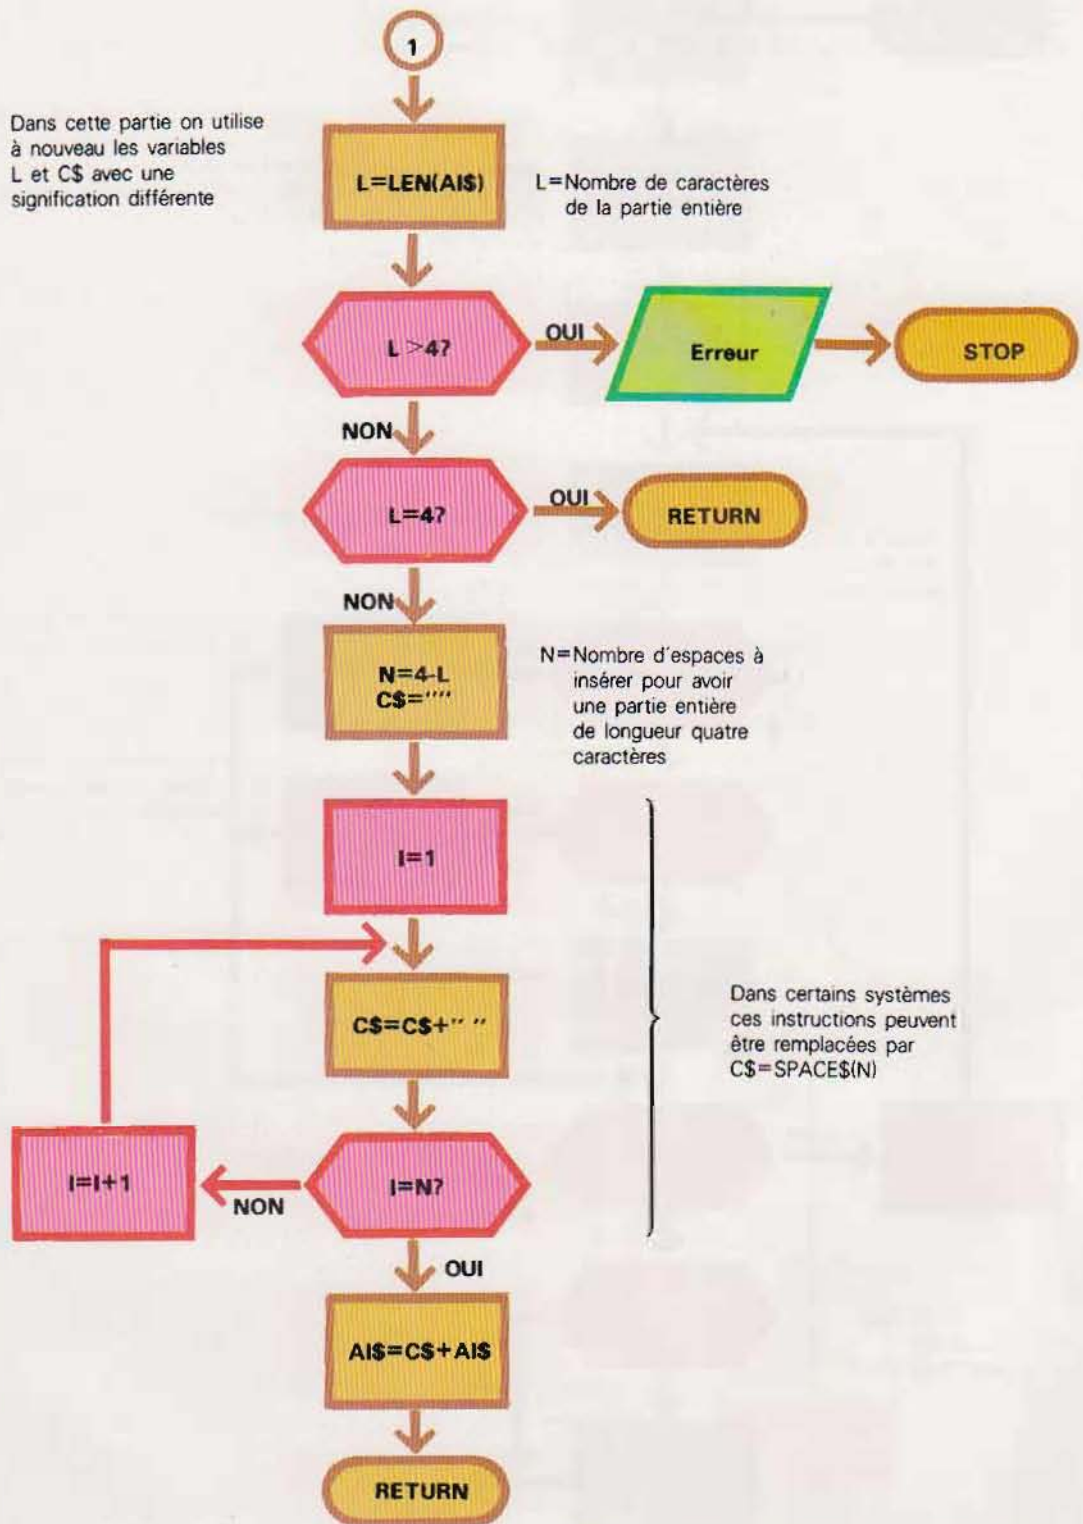 1
Dans cette partie on utilise
à nouveau les variables
L et C$ avec une
signification différente
L=LEN(AI$)
L=Nombre de caractères
de la partie entière
L >4?
OUI
Erreur
STOP
NON
L=4?
OUI
RETURN
NON
N=4-L
C$=""
N=Nombre d'espaces à
insérer pour avoir
une partie entière
de longueur quatre
caractères
I=1
C$=C$+" "
Dans certains systèmes
ces instructions peuvent
être remplacées par
C$=SPACE$(N)
I=I+1
NON
I=N?
OUI
AI$=C$+AI$
RETURN